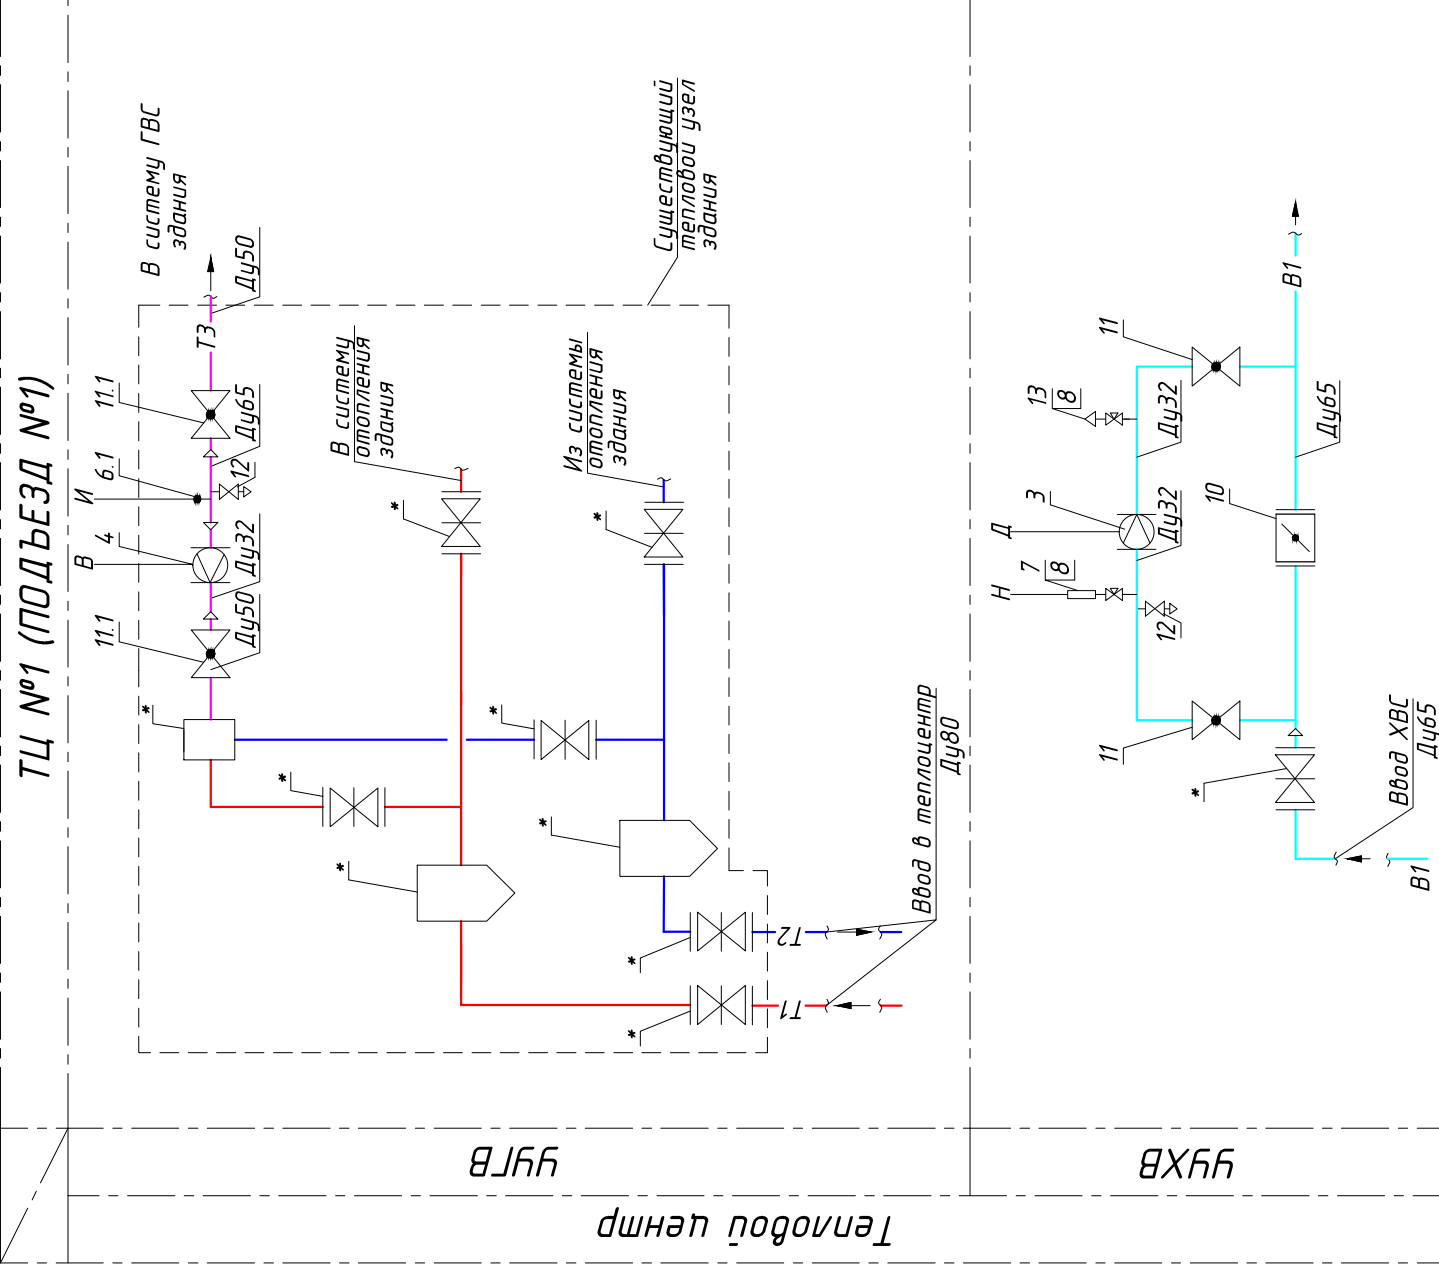 ТЦ №1 (ПОДЪЕЗД №1)
В систему ГВС
здания
Ду50
Т3
11.1
Ду65
6.1
И
12
4
В
Ду32
11.1
Ду50
*
В систему
отопления
здания
*
Из системы
отопления
здания
*
Существующий
тепловой узел
здания
*
*
*
*
*
*
Т2
Т1
Ввод в теплоцентр
Ду80
13
8
11
В1
Ду32
Ду65
3
Д
Ду32
10
7
8
Н
12
11
*
Ввод ХВС
Ду65
В1
УУГВ
УУХВ
Тепловой центр